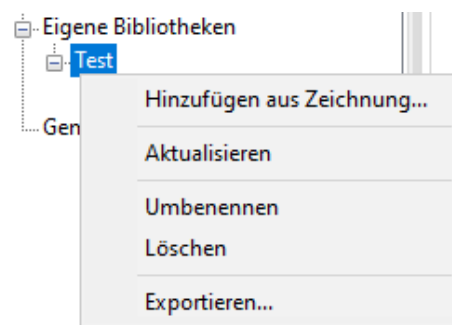 Eigene Bibliotheken
Test
Hinzufügen aus Zeichnung...
Gen
Aktualisieren
Umbenennen
Löschen
Exportieren...